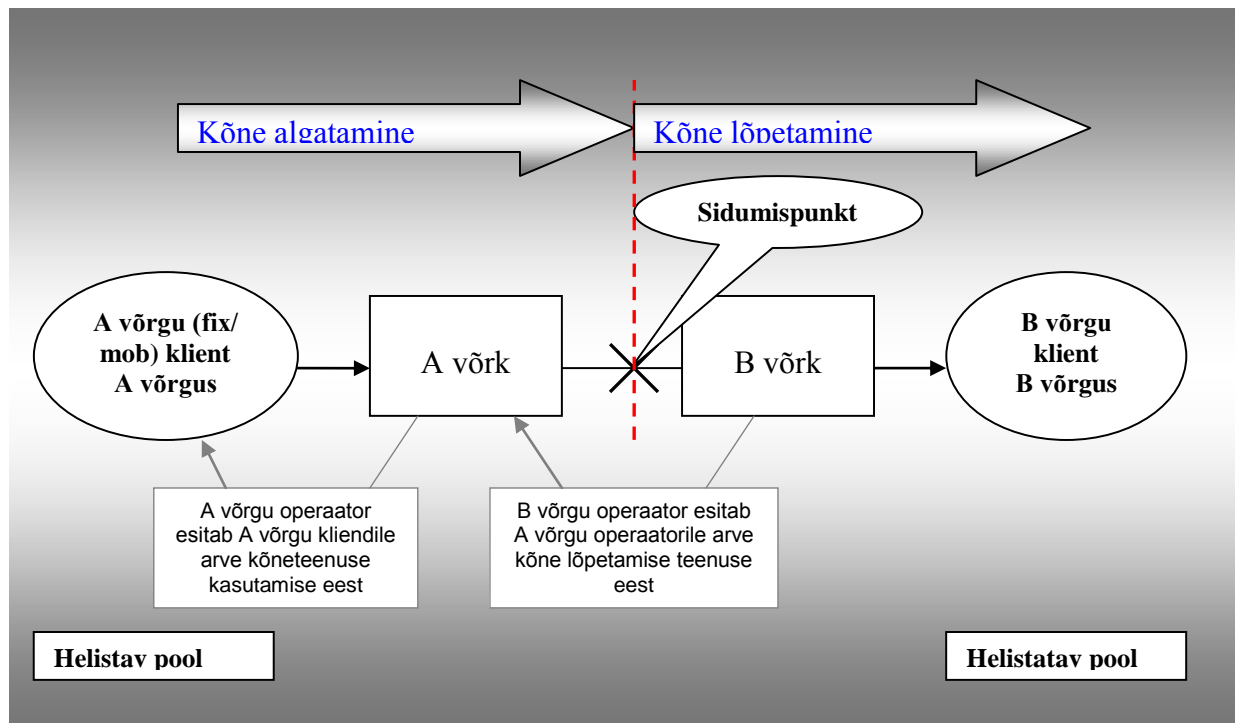 Kõne algatamine
Kõne lõpetamine
Sidumispunkt
A võrgu (fix/
mob) klient
A võrgus
A võrk
B võrk
B võrgu
klient
B võrgus
A võrgu operaator
esitab A võrgu kliendile
arve kõneteenuse
kasutamise eest
B võrgu operaator esitab
A võrgu operaatorile arve
kõne lõpetamise teenuse
eest
Helistav pool
Helistatav pool